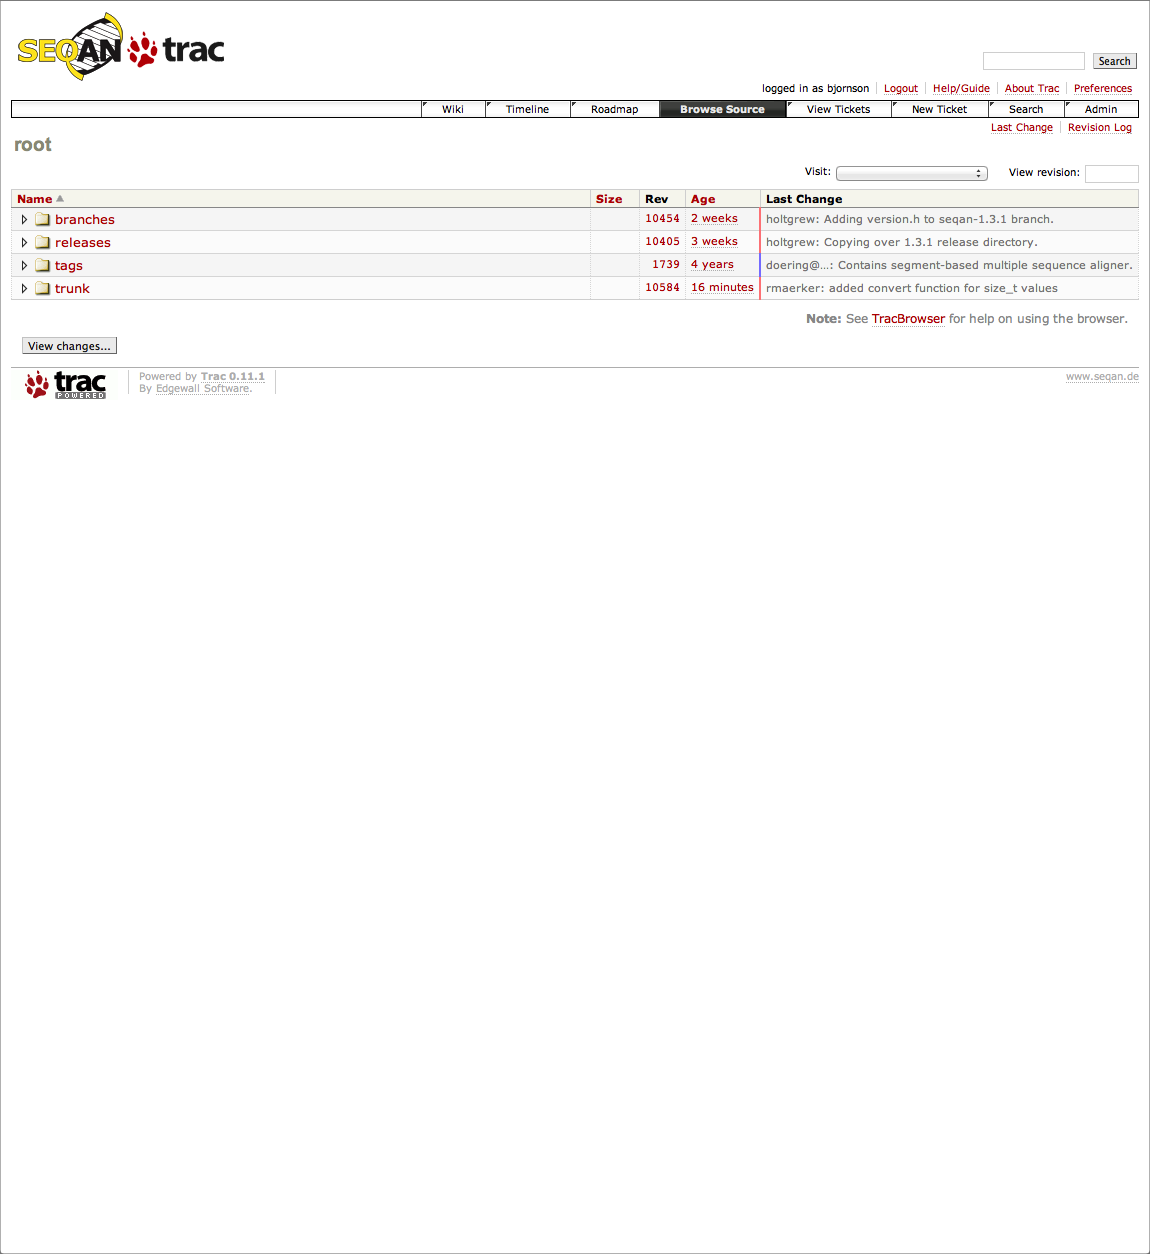 SEQAN trac
Search
logged in as bjornson Logout Help/Guide About Trac Preferences
Wiki Timeline Roadmap Browse Source View Tickets New Ticket Search Admin
Last Change Revision Log
root
Visit: View revision:
Name Size Rev Age Last Change
branches 10454 2 weeks holtgrew: Adding version.h to seqan-1.3.1 branch.
releases 10405 3 weeks holtgrew: Copying over 1.3.1 release directory.
tags 1739 4 years doering@...: Contains segment-based multiple sequence aligner.
trunk 10584 16 minutes rmaerker: added convert function for size_t values
Note: See TracBrowser for help on using the browser.
View changes...
trac POWERED
Powered by Trac 0.11.1
By Edgewall Software.
www.seqan.de